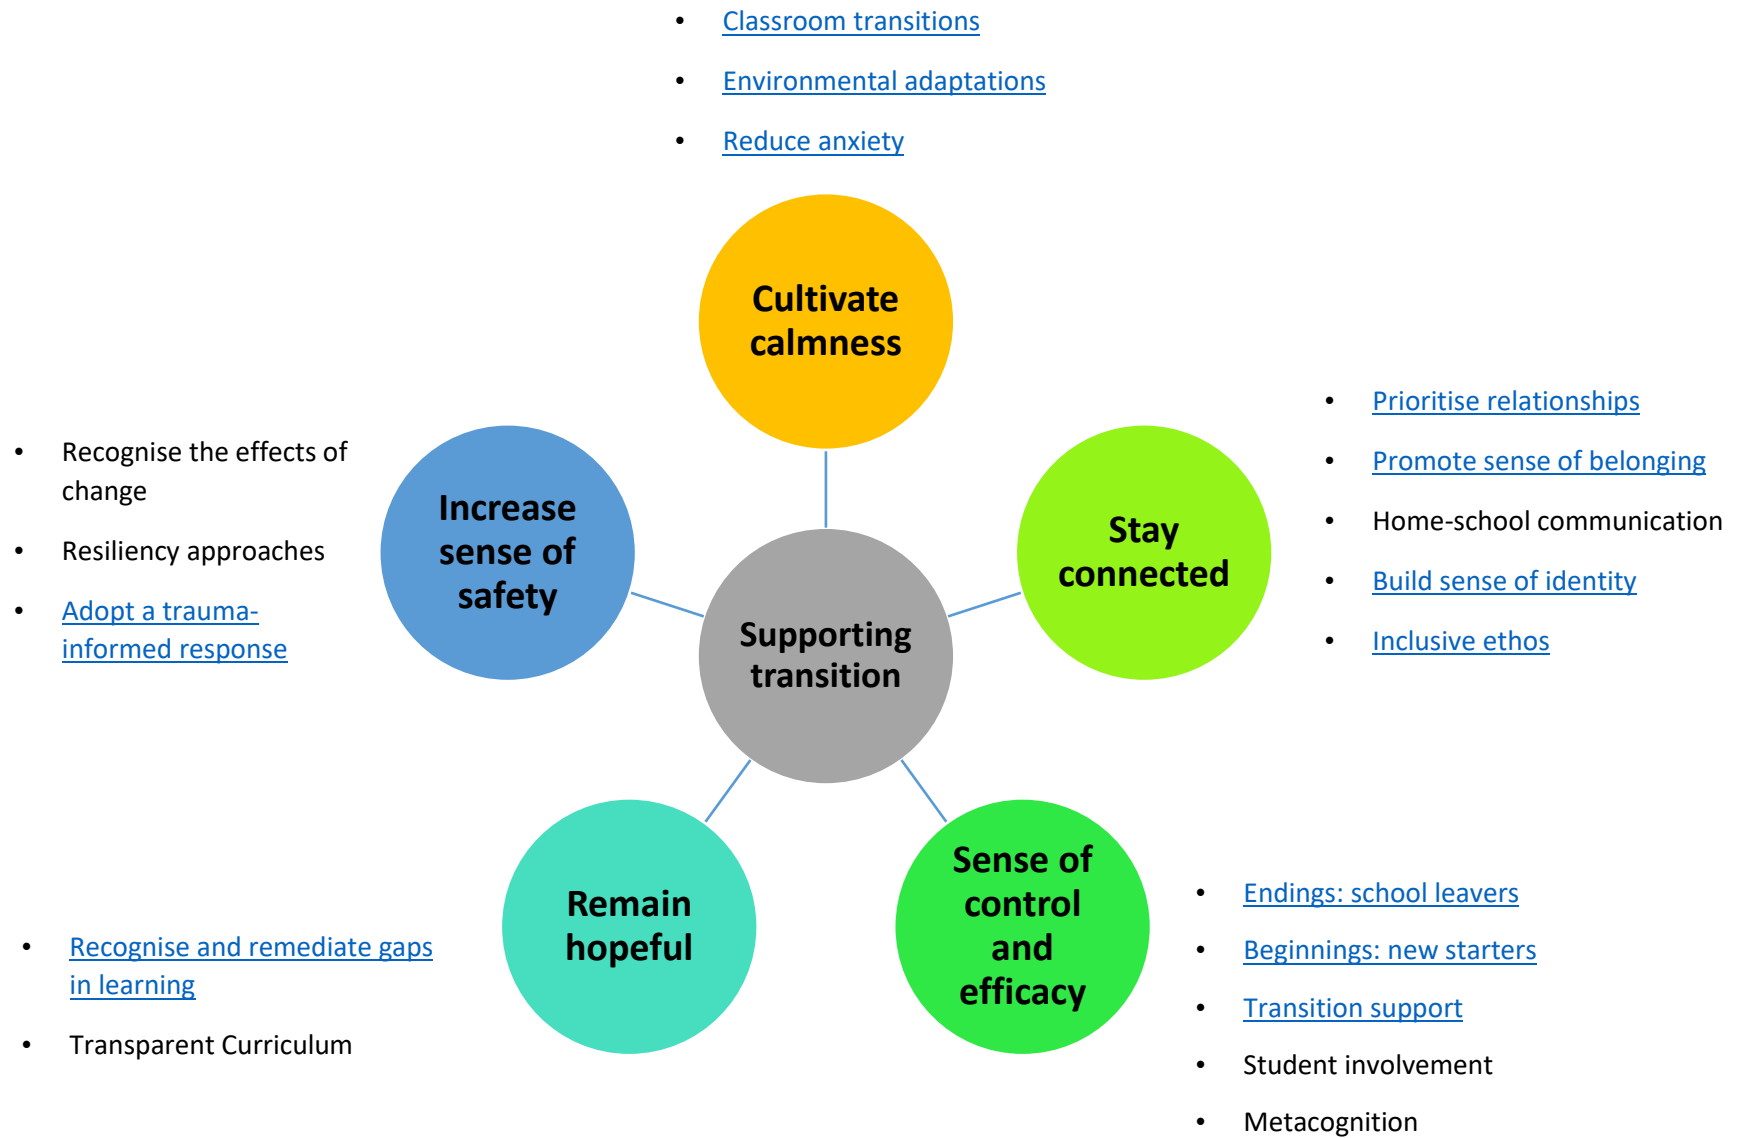 • Classroom transitions
• Environmental adaptations
• Reduce anxiety
Cultivate
calmness
• Prioritise relationships
• Promote sense of belonging
• Home-school communication
• Build sense of identity
• Inclusive ethos
Stay
connected
• Recognise the effects of
change
• Resiliency approaches
• Adopt a trauma-
informed response
Increase
sense of
safety
Supporting
transition
Remain
hopeful
• Recognise and remediate gaps
in learning
• Transparent Curriculum
Sense of
control
and
efficacy
• Endings: school leavers
• Beginnings: new starters
• Transition support
• Student involvement
• Metacognition